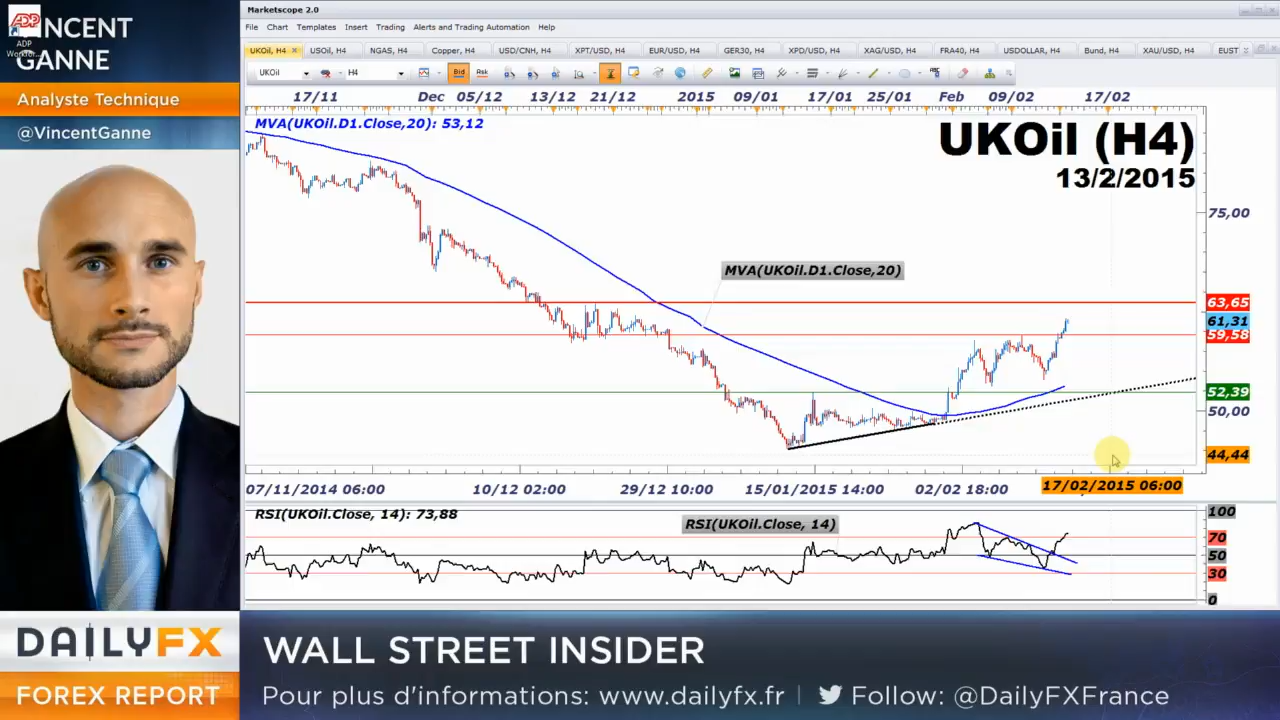 ADP
Worker...
VINCENT
GANNE
Analyste Technique
@VincentGanne
Marketscope 2.0
File Chart Templates Insert Trading Alerts and Trading Automation Help
UKOil, H4 USOil, H4 NGAS, H4 Copper, H4 USD/CNH, H4 XPT/USD, H4 EUR/USD, H4 GER30, H4 XPD/USD, H4 XAG/USD, H4 FRA40, H4 USDOLLAR, H4 Bund, H4 XAU/USD, H4 EUST
UKOil H4 Bid Rsk
17/11 Dec 05/12 13/12 21/12 2015 09/01 17/01 25/01 Feb 09/02 17/02
MVA(UKOil.D1.Close,20): 53,12
UKOil (H4)
13/2/2015
MVA(UKOil.D1.Close,20)
75,00
63,65
61,31
59,58
52,39
50,00
44,44
07/11/2014 06:00 10/12 02:00 29/12 10:00 15/01/2015 14:00 02/02 18:00 17/02/2015 06:00
RSI(UKOil.Close, 14): 73,88
RSI(UKOil.Close, 14)
100
70
50
30
0
DAILYFX
FOREX REPORT
WALL STREET INSIDER
Pour plus d'informations: www.dailyfx.fr | Follow: @DailyFXFrance